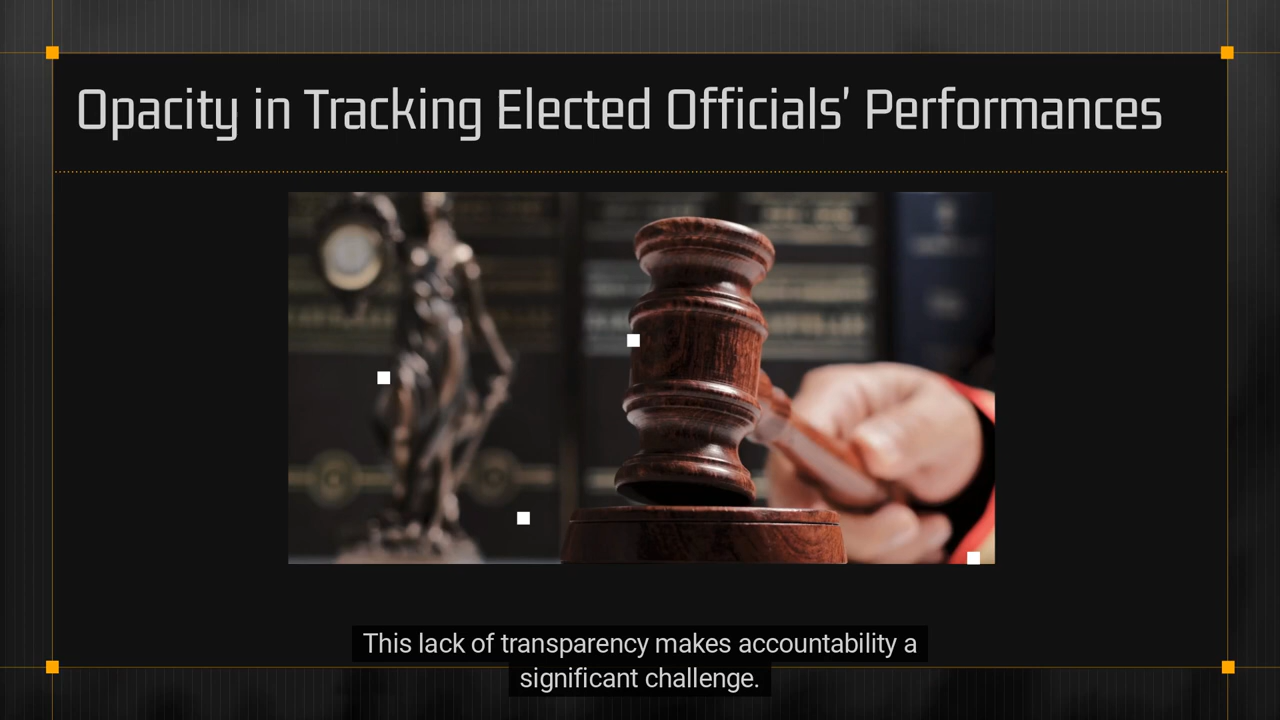 Opacity in Tracking Elected Officials’ Performances
This lack of transparency makes accountability a
significant challenge.